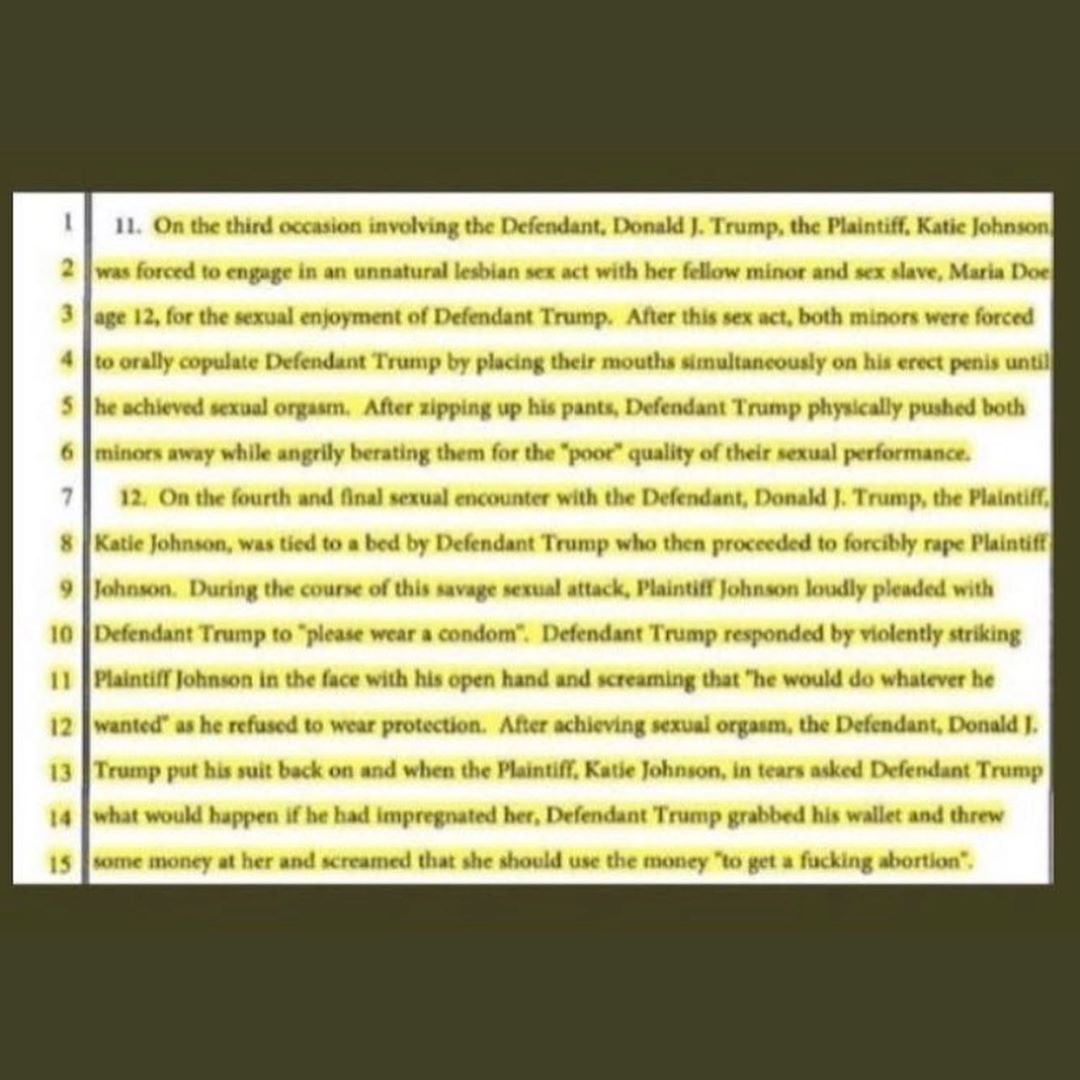 1 11. On the third occasion involving the Defendant, Donald J. Trump, the Plaintiff, Katie Johnson,
2 was forced to engage in an unnatural lesbian sex act with her fellow minor and sex slave, Maria Doe
3 age 12, for the sexual enjoyment of Defendant Trump. After this sex act, both minors were forced
4 to orally copulate Defendant Trump by placing their mouths simultaneously on his erect penis until
5 he achieved sexual orgasm. After zipping up his pants, Defendant Trump physically pushed both
6 minors away while angrily berating them for the "poor" quality of their sexual performance.
7 12. On the fourth and final sexual encounter with the Defendant, Donald J. Trump, the Plaintiff,
8 Katie Johnson, was tied to a bed by Defendant Trump who then proceeded to forcibly rape Plaintiff
9 Johnson. During the course of this savage sexual attack, Plaintiff Johnson loudly pleaded with
10 Defendant Trump to "please wear a condom". Defendant Trump responded by violently striking
11 Plaintiff Johnson in the face with his open hand and screaming that "he would do whatever he
12 wanted" as he refused to wear protection. After achieving sexual orgasm, the Defendant, Donald J.
13 Trump put his suit back on and when the Plaintiff, Katie Johnson, in tears asked Defendant Trump
14 what would happen if he had impregnated her, Defendant Trump grabbed his wallet and threw
15 some money at her and screamed that she should use the money "to get a fucking abortion".